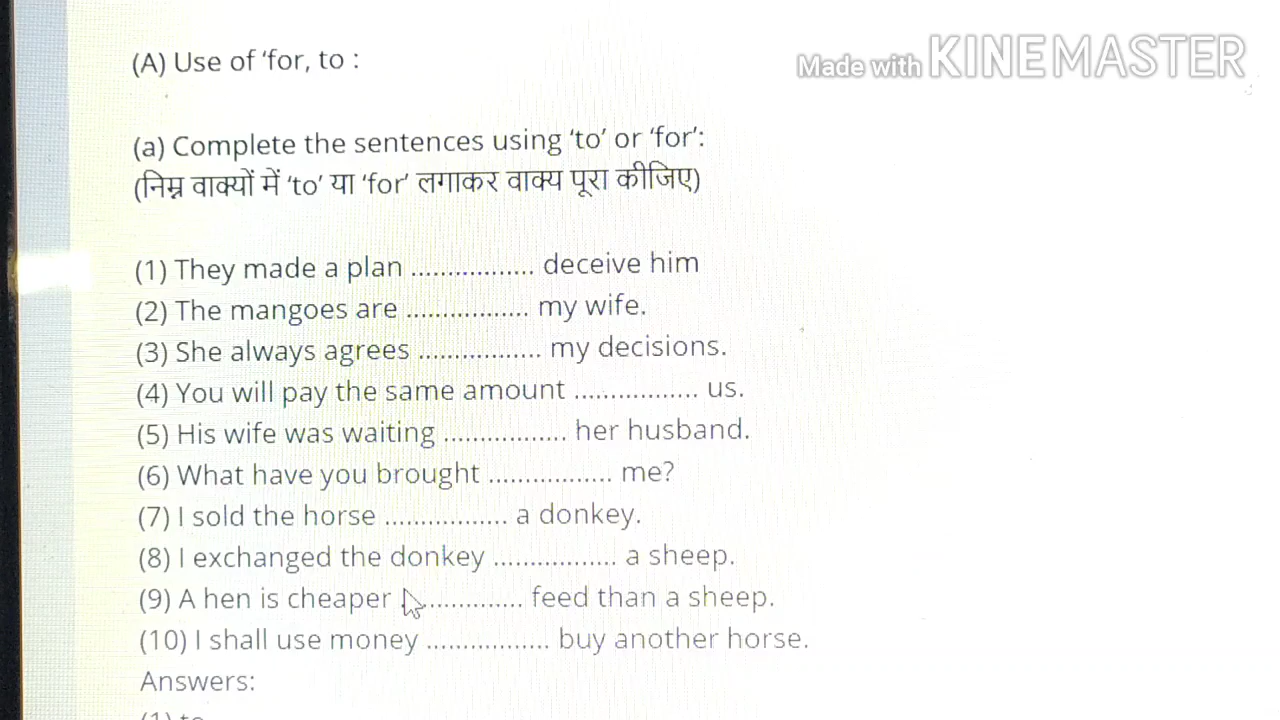 (A) Use of ‘for, to :
Made with KINEMASTER
(a) Complete the sentences using ‘to’ or ‘for’:
(निम्न वाक्यों में ‘to’ या ‘for’ लगाकर वाक्य पूरा कीजिए)
(1) They made a plan ................. deceive him
(2) The mangoes are ................. my wife.
(3) She always agrees ................. my decisions.
(4) You will pay the same amount ................. us.
(5) His wife was waiting ................. her husband.
(6) What have you brought ................. me?
(7) I sold the horse ................. a donkey.
(8) I exchanged the donkey ................. a sheep.
(9) A hen is cheaper ................. feed than a sheep.
(10) I shall use money ................. buy another horse.
Answers:
(1) to